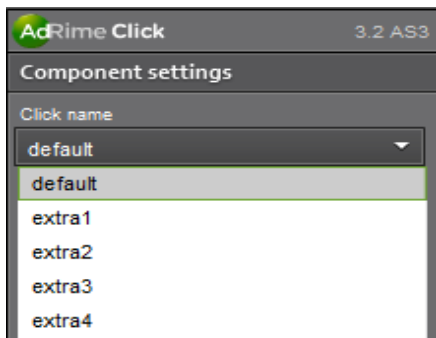 AdRime Click 3.2 AS3
Component settings
Click name
default
default
extra1
extra2
extra3
extra4